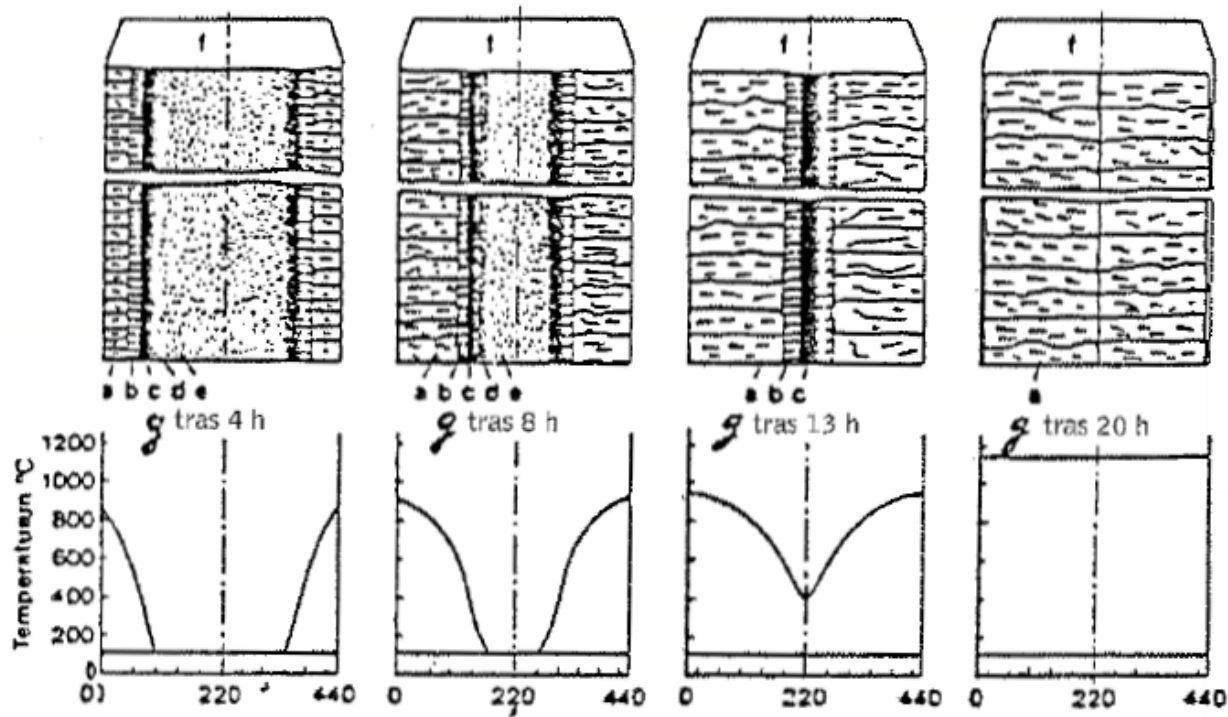 f f f f
a b c d e a b c d e a b c a
g tras 4 h g tras 8 h g tras 13 h g tras 20 h
Temperatura in °C
1200
1000
800
600
400
200
0
0 220 440 0 220 440 0 220 440 0 220 440